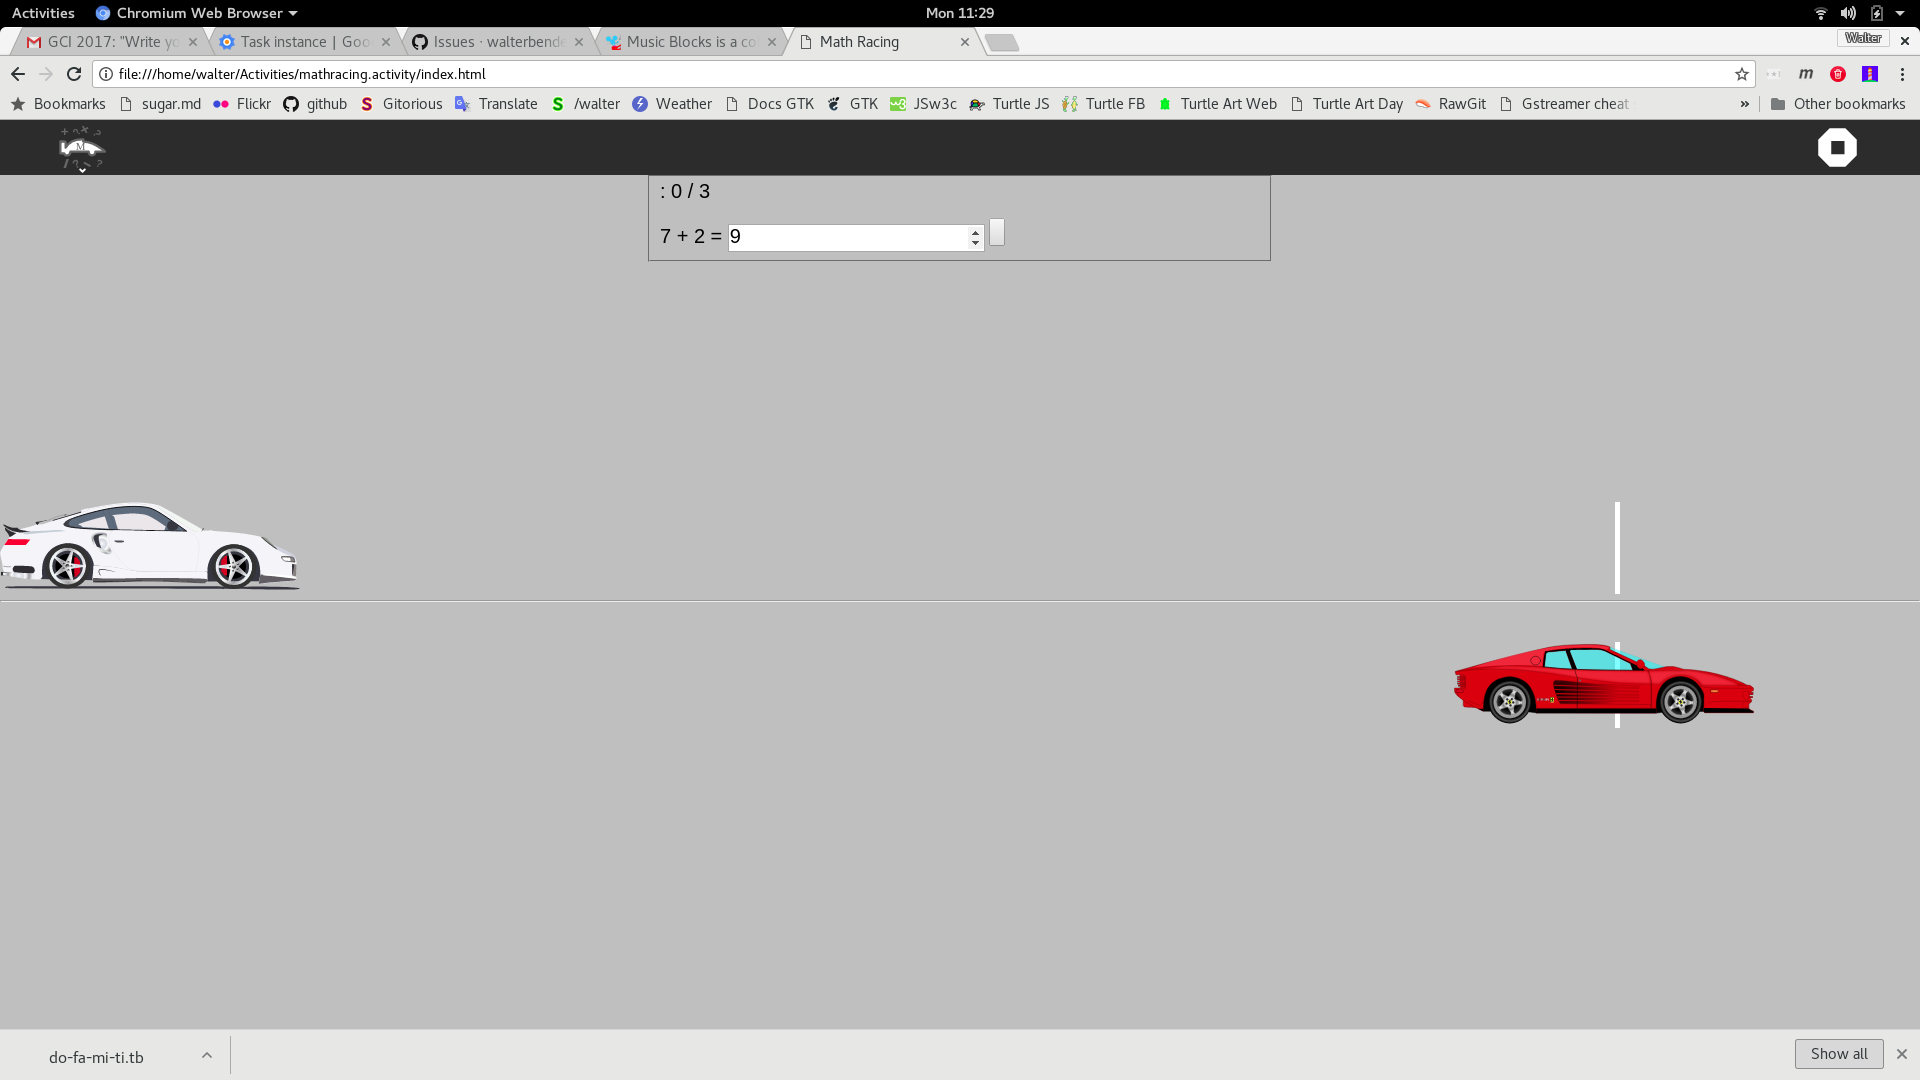 Activities Chromium Web Browser Mon 11:29
GCI 2017: "Write yo Task instance | Goo Issues · walterbende Music Blocks is a co Math Racing Walter
file:///home/walter/Activities/mathracing.activity/index.html m
Bookmarks sugar.md Flickr github S Gitorious Translate S /walter Weather Docs GTK GTK w3 JSw3c Turtle JS Turtle FB Turtle Art Web Turtle Art Day RawGit Gstreamer cheat » Other bookmarks
M
: 0 / 3
7 + 2 = 9
do-fa-mi-ti.tb Show all